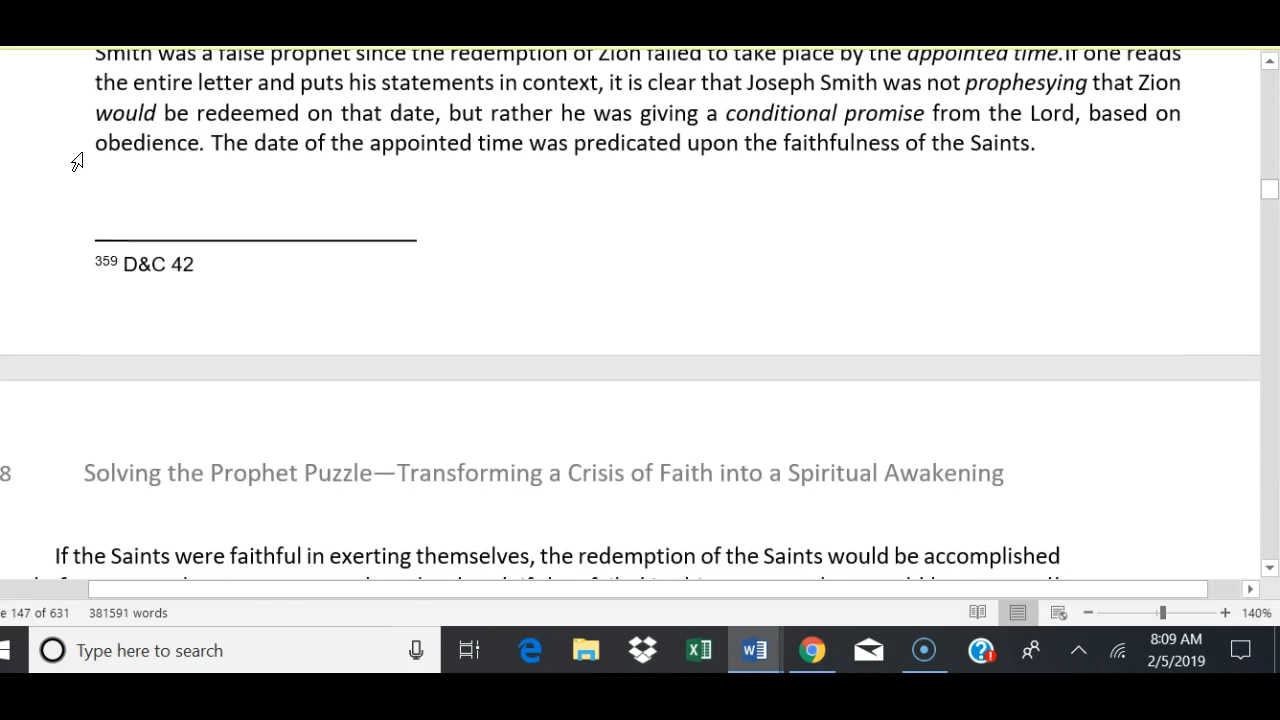 Smith was a false prophet since the redemption of Zion failed to take place by the appointed time.If one reads
the entire letter and puts his statements in context, it is clear that Joseph Smith was not prophesying that Zion
would be redeemed on that date, but rather he was giving a conditional promise from the Lord, based on
obedience. The date of the appointed time was predicated upon the faithfulness of the Saints.
359 D&C 42
8 Solving the Prophet Puzzle—Transforming a Crisis of Faith into a Spiritual Awakening
If the Saints were faithful in exerting themselves, the redemption of the Saints would be accomplished
e 147 of 631 381591 words 140%
Type here to search 8:09 AM
2/5/2019